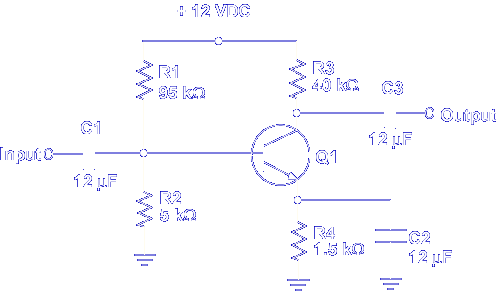 + 12 VDC
R1
95 kΩ
R3
40 kΩ
C3
Output
12 µF
C1
Input
12 µF
Q1
R2
5 kΩ
R4
1.5 kΩ
C2
12 µF